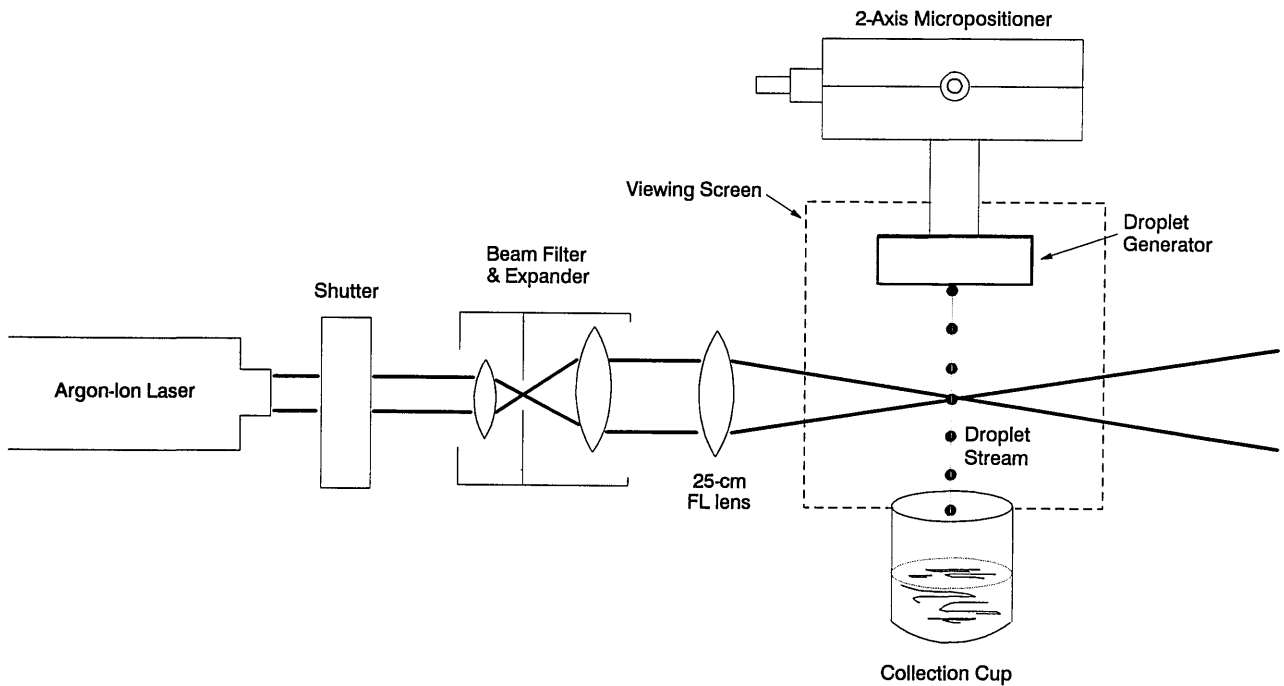 2-Axis Micropositioner
Viewing Screen
Droplet
Generator
Beam Filter
& Expander
Shutter
Argon-Ion Laser
Droplet
Stream
25-cm
FL lens
Collection Cup